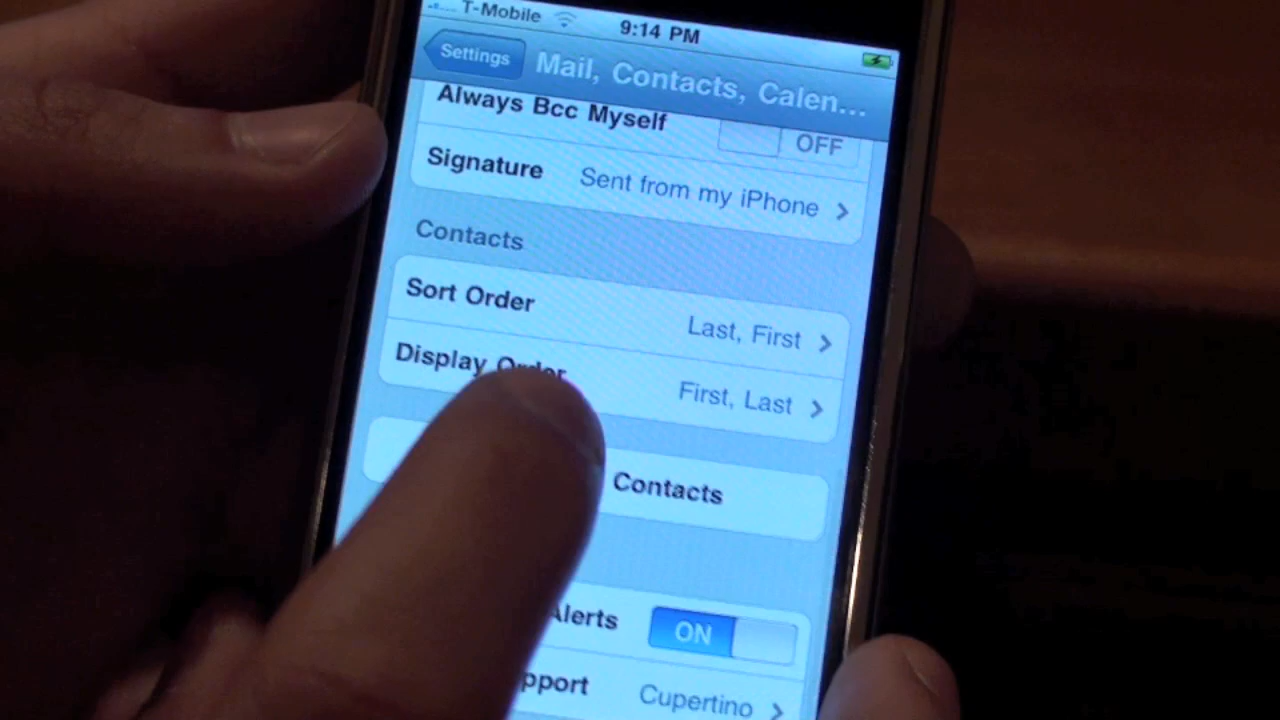 T-Mobile 9:14 PM
Settings Mail, Contacts, Calen...
Always Bcc Myself OFF
Signature Sent from my iPhone
Contacts
Sort Order Last, First
Display Order First, Last
Contacts
Alerts ON
pport Cupertino